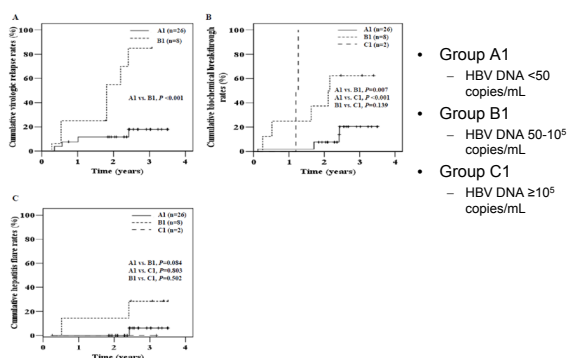 A
Cumulative virologic relapse rates (%)
100
80
60
40
20
0
A1 (n=26)
B1 (n=8)
A1 vs B1, P <0.001
0 1 2 3 4
Time (years)
B
Cumulative biochemical breakthrough
rates (%)
100
80
60
40
20
0
A1 (n=26)
B1 (n=8)
C1 (n=2)
A1 vs B1, P=0.007
A1 vs C1, P <0.001
B1 vs C1, P=0.139
0 1 2 3 4
Time (years)
C
Cumulative hepatitis flare rates (%)
100
80
60
40
20
0
A1 (n=26)
B1 (n=8)
C1 (n=2)
A1 vs. B1, P=0.084
A1 vs. C1, P=0.803
B1 vs. C1, P=0.502
0 1 2 3 4
Time (years)
• Group A1
– HBV DNA <50
copies/mL
• Group B1
– HBV DNA 50-10⁵
copies/mL
• Group C1
– HBV DNA ≥10⁵
copies/mL